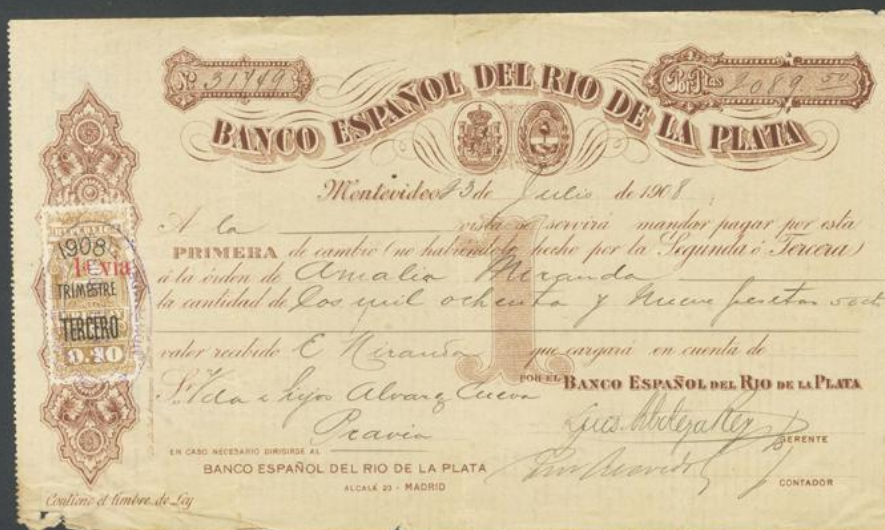 Nº 31449
Por Ptas 2089.50
BANCO ESPAÑOL DEL RIO DE LA PLATA
Montevideo 23 de Julio de 1908
A la vista se servirá mandar pagar por esta
PRIMERA de cambio (no habiéndolo hecho por la Segunda ó Tercera)
á la órden de Amalia Miranda
la cantidad de Dos mil ochenta y nueve pesetas 50 cts
valor recibido E Miranda que cargará en cuenta de
POR EL BANCO ESPAÑOL DEL RIO DE LA PLATA
Sr Vda e hijos Alvarez Cueva
Pravia
GERENTE
EN CASO NECESARIO DIRIGIRSE AL
BANCO ESPAÑOL DEL RIO DE LA PLATA
ALCALÁ 23 - MADRID
CONTADOR
Contiene el timbre de Ley
1908
1ª VIA
TRIMESTRE
TERCERO
0.20
1